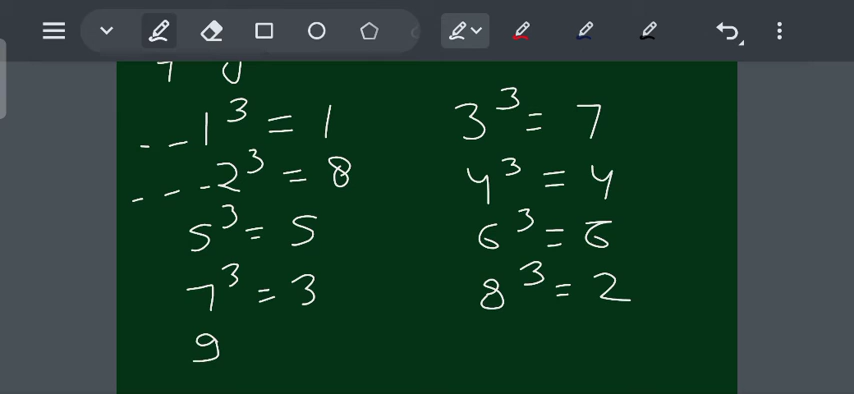 - - 1³ = 1
3³ = 7
- - - 2³ = 8
4³ = 4
5³ = 5
6³ = 6
7³ = 3
8³ = 2
9